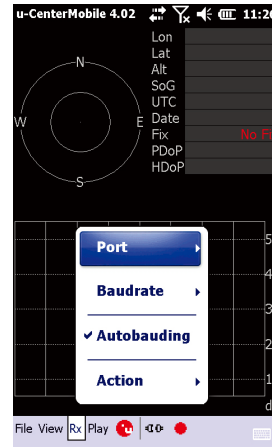 u-CenterMobile 4.02 11:26
Lon
Lat
Alt
SoG
UTC
Date
Fix No Fi
PDoP
HDoP
N
W E
S
Port
Baudrate
Autobauding
Action
5
4
3
2
1
d
File View Rx Play